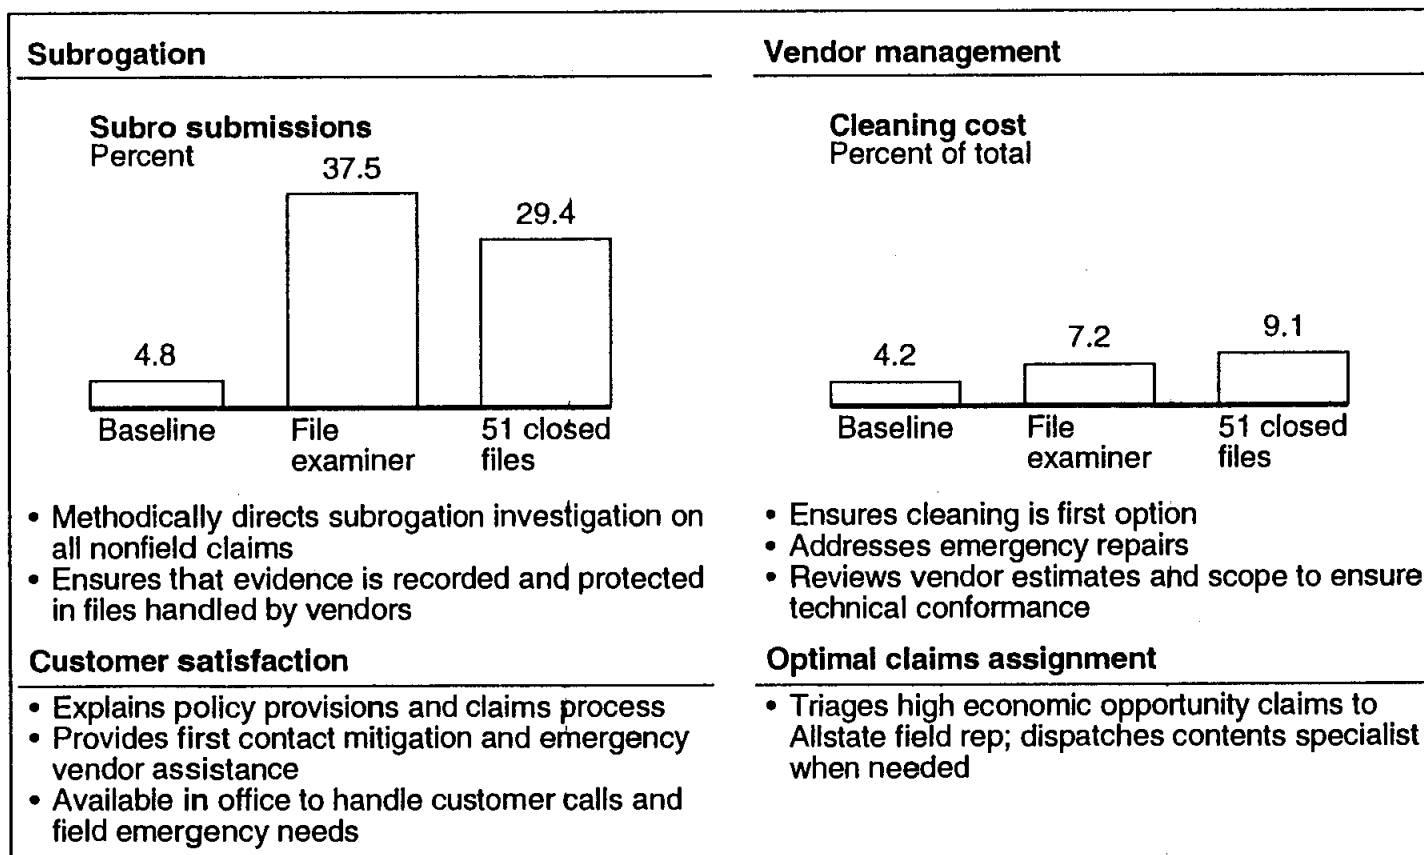 Subrogation
Subro submissions
Percent
37.5
29.4
4.8
Baseline
File
examiner
51 closed
files
• Methodically directs subrogation investigation on
all nonfield claims
• Ensures that evidence is recorded and protected
in files handled by vendors
Vendor management
Cleaning cost
Percent of total
4.2
7.2
9.1
Baseline
File
examiner
51 closed
files
• Ensures cleaning is first option
• Addresses emergency repairs
• Reviews vendor estimates and scope to ensure
technical conformance
Customer satisfaction
• Explains policy provisions and claims process
• Provides first contact mitigation and emergency
vendor assistance
• Available in office to handle customer calls and
field emergency needs
Optimal claims assignment
• Triages high economic opportunity claims to
Allstate field rep; dispatches contents specialist
when needed